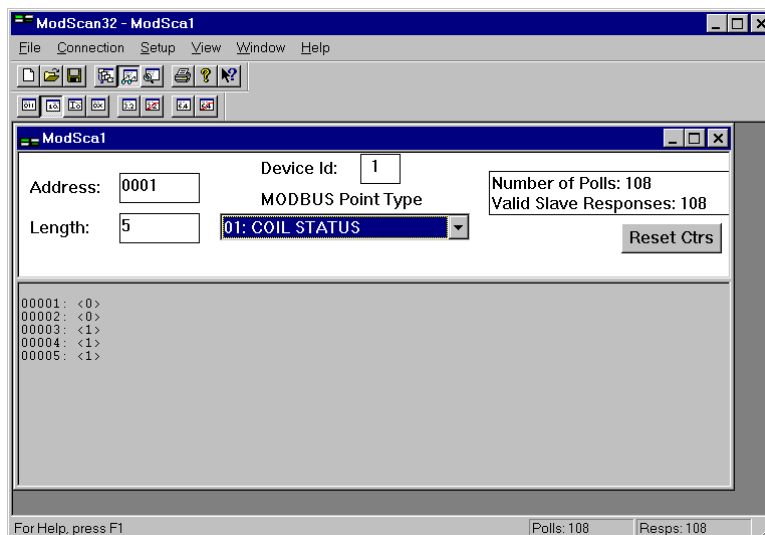 ModScan32 - ModSca1
File Connection Setup View Window Help
ModSca1
Address: 0001
Device Id: 1
MODBUS Point Type
Length: 5
01: COIL STATUS
Number of Polls: 108
Valid Slave Responses: 108
Reset Ctrs
00001: <0>
00002: <0>
00003: <1>
00004: <1>
00005: <1>
For Help, press F1
Polls: 108
Resps: 108